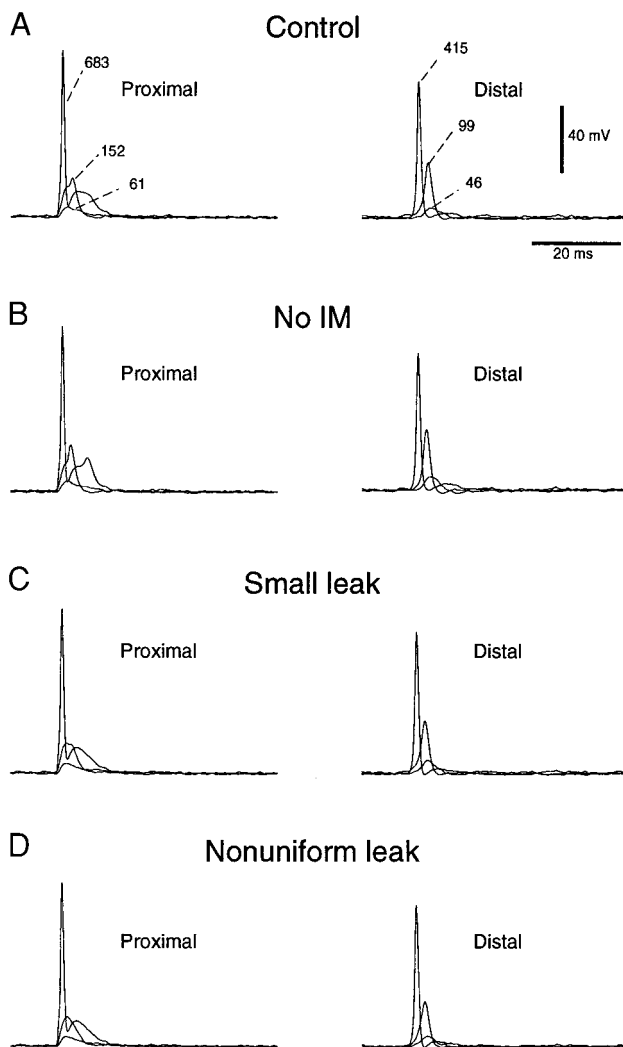 A
Control
683
Proximal
152
61
415
Distal
99
46
40 mV
20 ms
B
No IM
Proximal
Distal
C
Small leak
Proximal
Distal
D
Nonuniform leak
Proximal
Distal